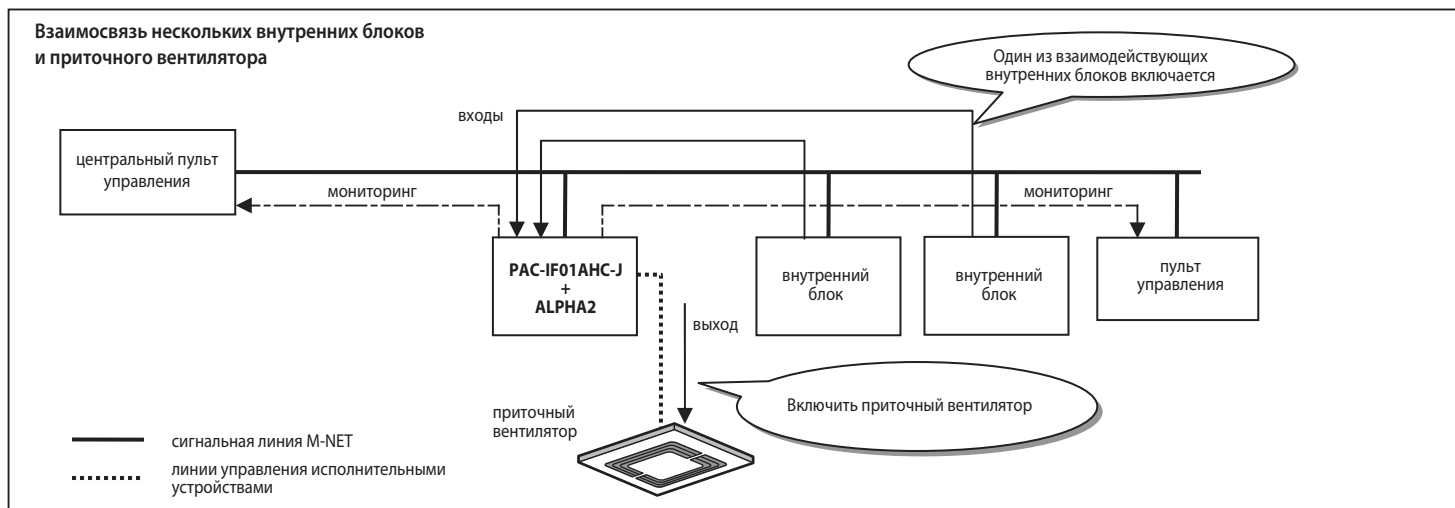 Взаимосвязь нескольких внутренних блоков
и приточного вентилятора
Один из взаимодействующих
внутренних блоков включается
входы
центральный пульт
управления
мониторинг
мониторинг
PAC-IF01AHC-J
+
ALPHA2
внутренний
блок
внутренний
блок
пульт
управления
выход
Включить приточный вентилятор
приточный
вентилятор
сигнальная линия M-NET
линии управления исполнительными
устройствами